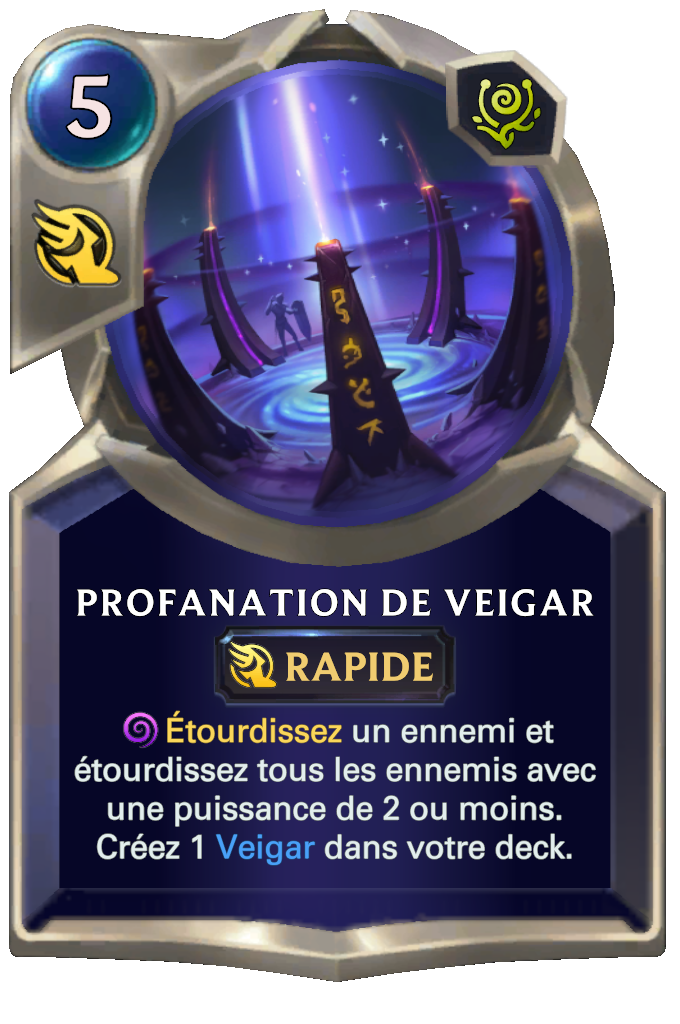 5
PROFANATION DE VEIGAR
RAPIDE
Étourdissez un ennemi et
étourdissez tous les ennemis avec
une puissance de 2 ou moins.
Créez 1 Veigar dans votre deck.